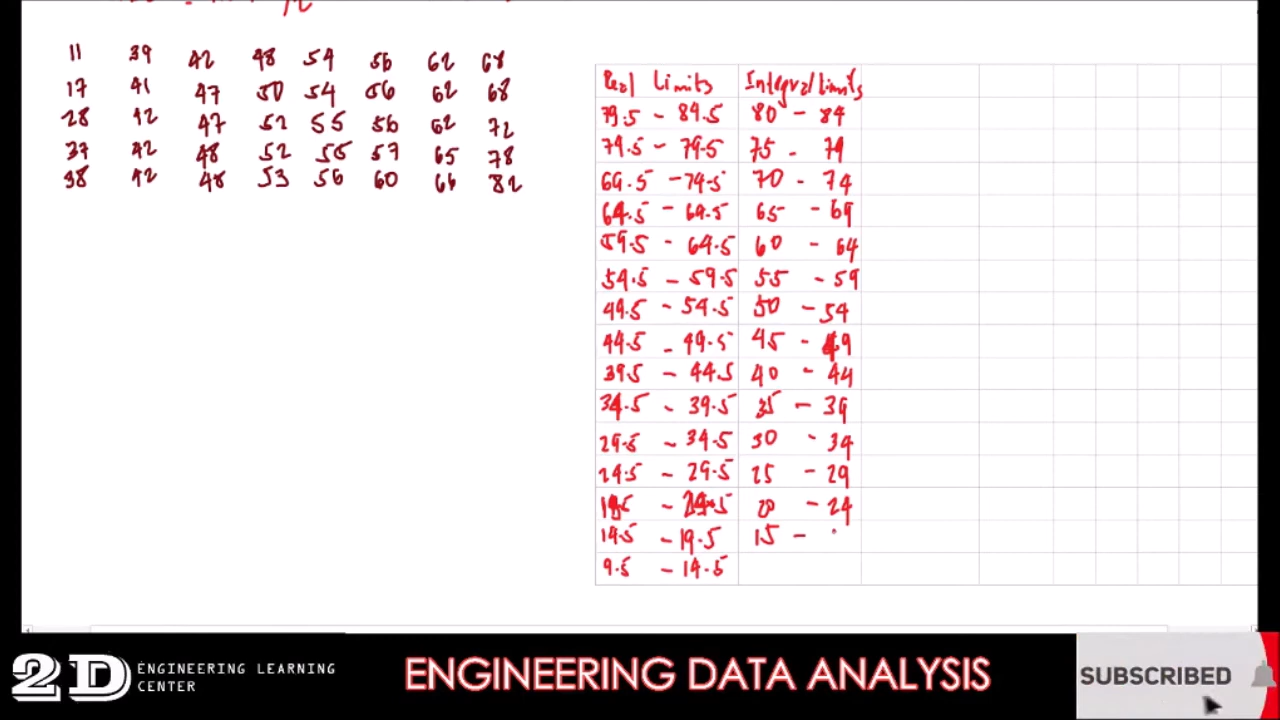 11 39 42 48 54 56 62 68
17 41 47 50 54 56 62 68
28 42 47 52 55 56 62 72
37 42 48 52 55 57 65 78
38 42 48 53 56 60 66 82
Real Limits Integral limits
79.5 - 84.5 80 - 84
74.5 - 79.5 75 - 79
69.5 - 74.5 70 - 74
64.5 - 69.5 65 - 69
59.5 - 64.5 60 - 64
54.5 - 59.5 55 - 59
49.5 - 54.5 50 - 54
44.5 - 49.5 45 - 49
39.5 - 44.5 40 - 44
34.5 - 39.5 35 - 39
29.5 - 34.5 30 - 34
24.5 - 29.5 25 - 29
19.5 - 24.5 20 - 24
14.5 - 19.5 15 -
9.5 - 14.5
2D ENGINEERING LEARNING CENTER
ENGINEERING DATA ANALYSIS
SUBSCRIBED